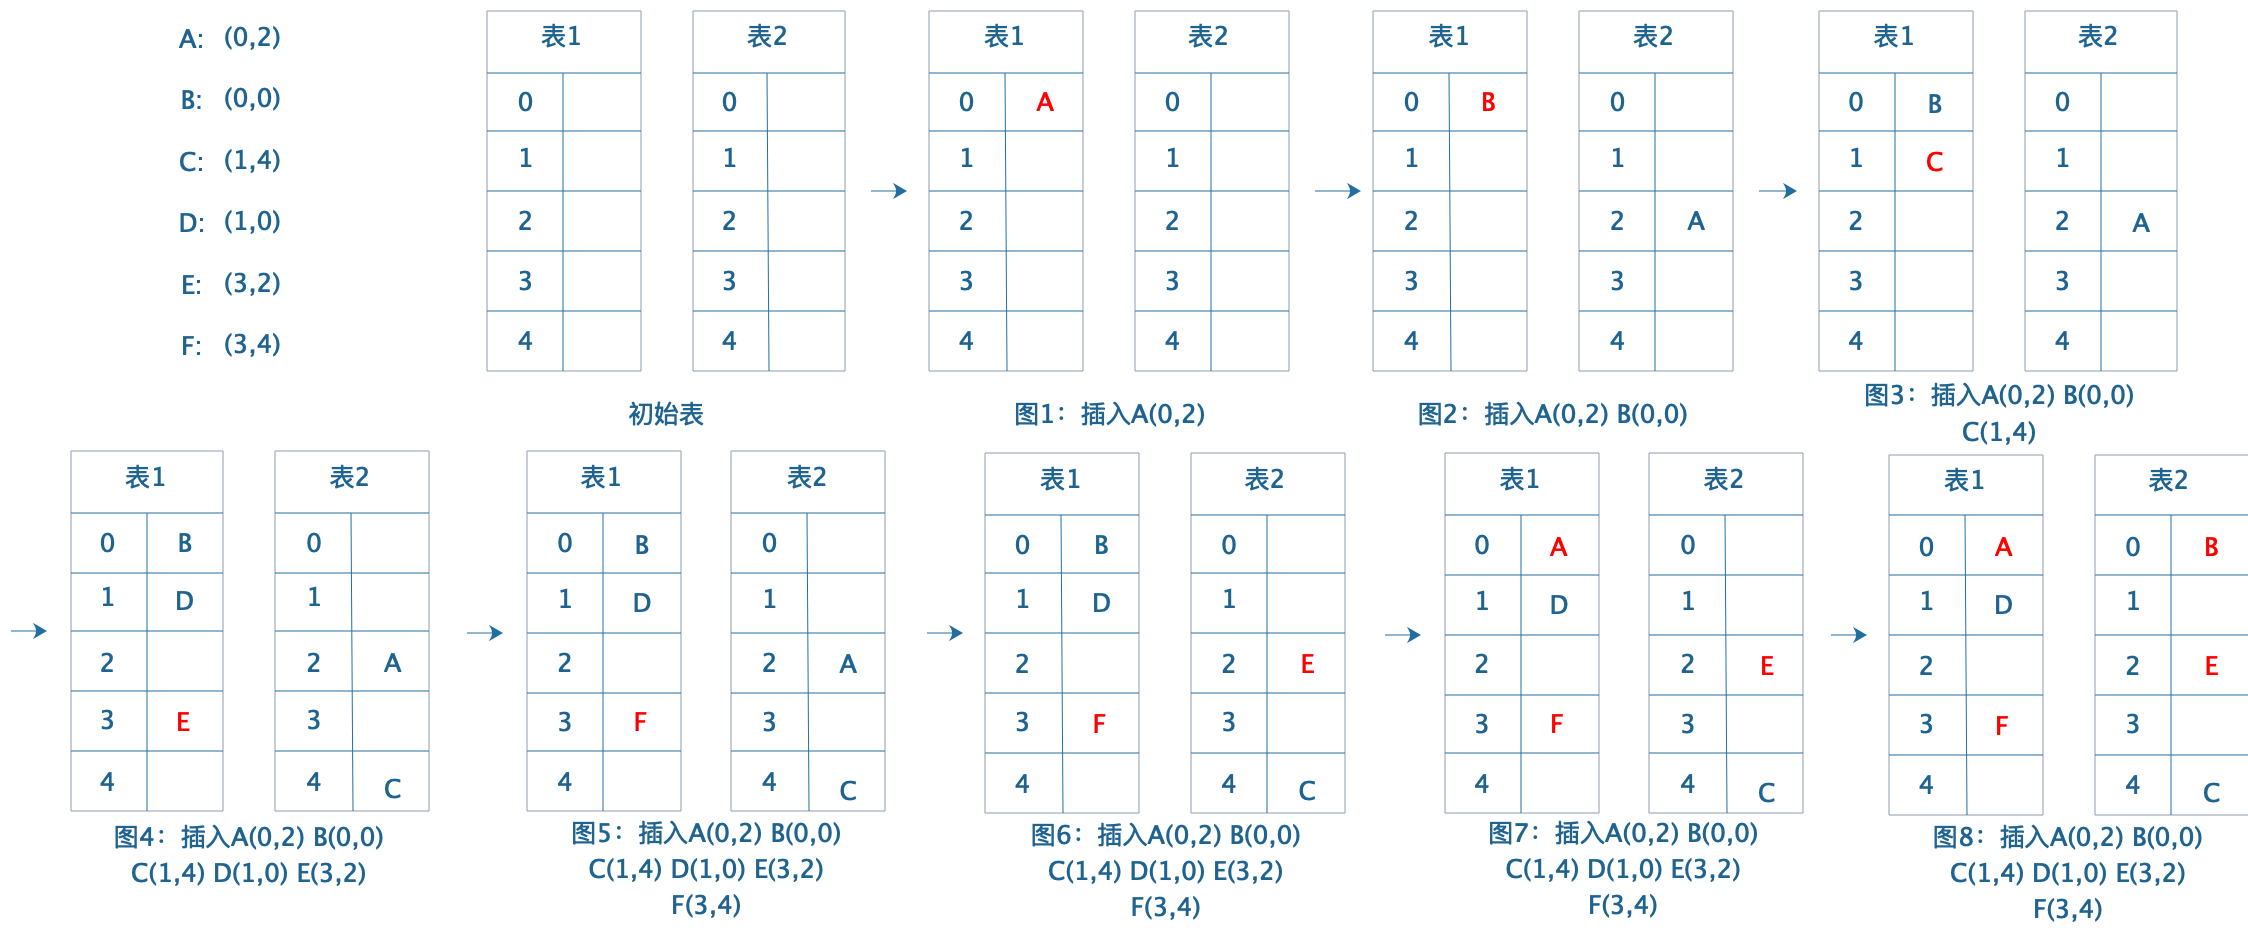 A: (0,2)
B: (0,0)
C: (1,4)
D: (1,0)
E: (3,2)
F: (3,4)
表1 表2
0 0
1 1
2 2
3 3
4 4
初始表
表1 表2
0 A 0
1 1
2 2
3 3
4 4
图1：插入A(0,2)
表1 表2
0 B 0
1 1
2 2 A
3 3
4 4
图2：插入A(0,2) B(0,0)
表1 表2
0 B 0
1 C 1
2 2 A
3 3
4 4
图3：插入A(0,2) B(0,0)
C(1,4)
表1 表2
0 B 0
1 D 1
2 2 A
3 E 3
4 4 C
图4：插入A(0,2) B(0,0)
C(1,4) D(1,0) E(3,2)
表1 表2
0 B 0
1 D 1
2 2 A
3 F 3
4 4 C
图5：插入A(0,2) B(0,0)
C(1,4) D(1,0) E(3,2)
F(3,4)
表1 表2
0 B 0
1 D 1
2 2 E
3 F 3
4 4 C
图6：插入A(0,2) B(0,0)
C(1,4) D(1,0) E(3,2)
F(3,4)
表1 表2
0 A 0
1 D 1
2 2 E
3 F 3
4 4 C
图7：插入A(0,2) B(0,0)
C(1,4) D(1,0) E(3,2)
F(3,4)
表1 表2
0 A 0 B
1 D 1
2 2 E
3 F 3
4 4 C
图8：插入A(0,2) B(0,0)
C(1,4) D(1,0) E(3,2)
F(3,4)